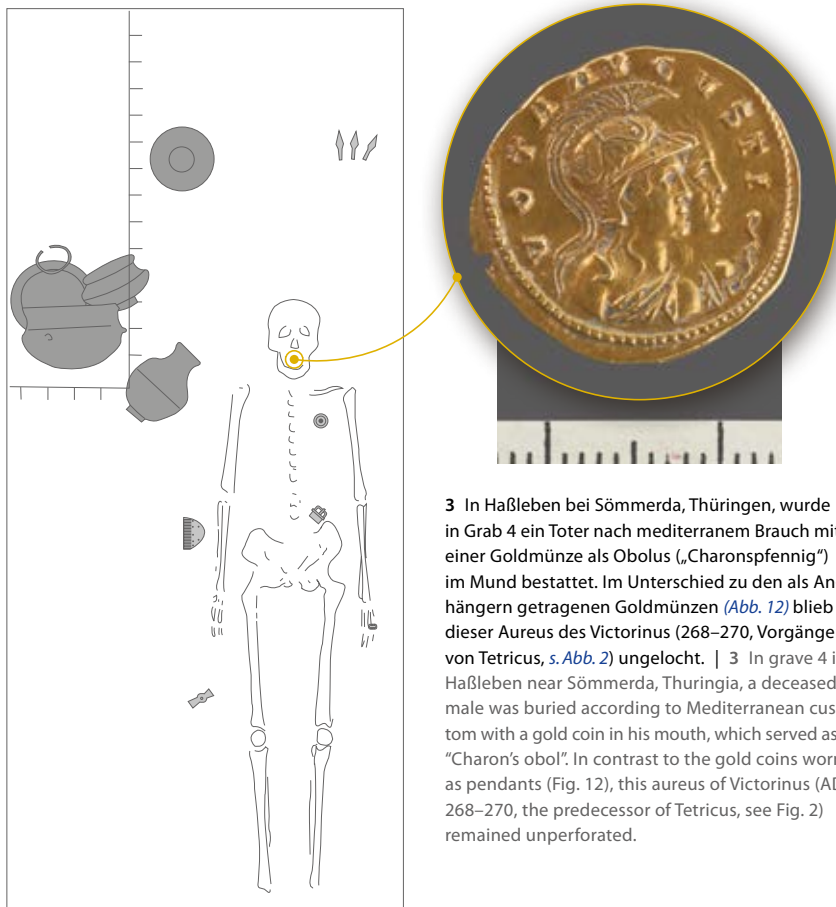 VOTA AVGVSTI
3 In Haßleben bei Sömmerda, Thüringen, wurde
in Grab 4 ein Toter nach mediterranem Brauch mit
einer Goldmünze als Obolus („Charonspfennig“)
im Mund bestattet. Im Unterschied zu den als An
hängern getragenen Goldmünzen (Abb. 12) blieb
dieser Aureus des Victorinus (268–270, Vorgänge
von Tetricus, s. Abb. 2) ungelocht. | 3 In grave 4 i
Haßleben near Sömmerda, Thuringia, a deceased
male was buried according to Mediterranean cus
tom with a gold coin in his mouth, which served as
“Charon’s obol”. In contrast to the gold coins worn
as pendants (Fig. 12), this aureus of Victorinus (AD
268–270, the predecessor of Tetricus, see Fig. 2)
remained unperforated.